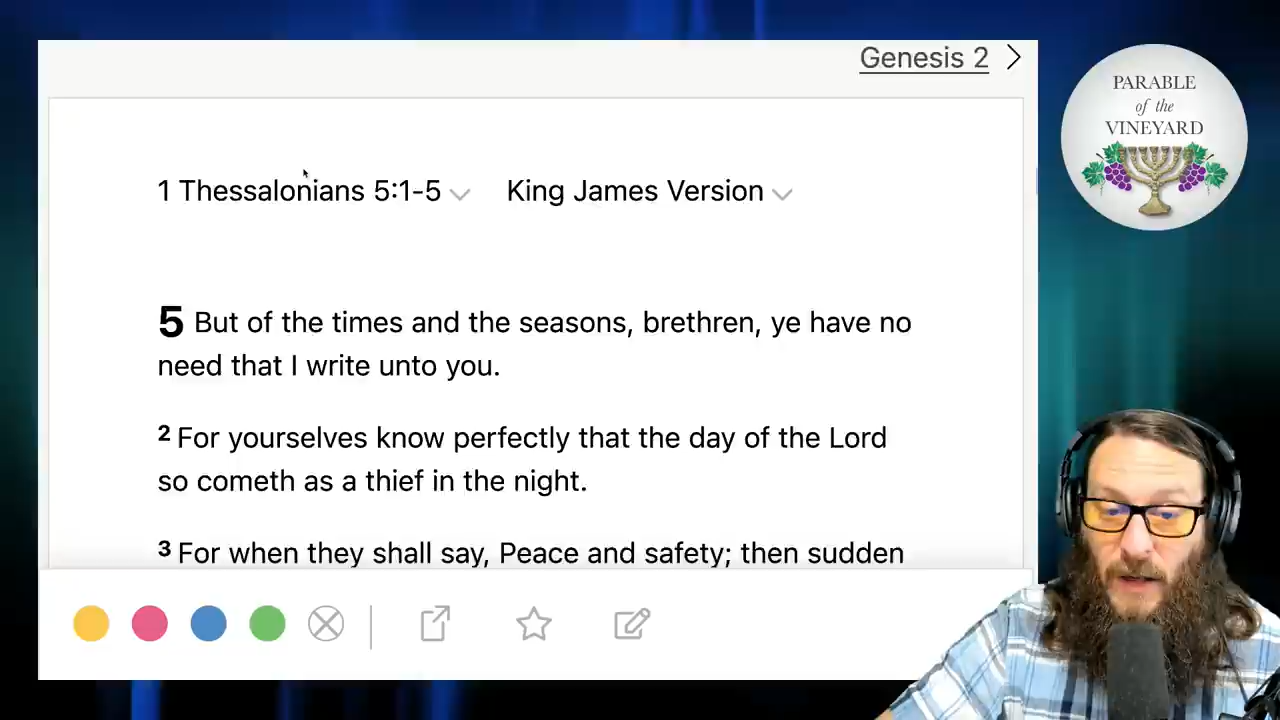 Genesis 2
PARABLE
of the
VINEYARD
1 Thessalonians 5:1-5 King James Version
5 But of the times and the seasons, brethren, ye have no
need that I write unto you.
2 For yourselves know perfectly that the day of the Lord
so cometh as a thief in the night.
3 For when they shall say, Peace and safety; then sudden